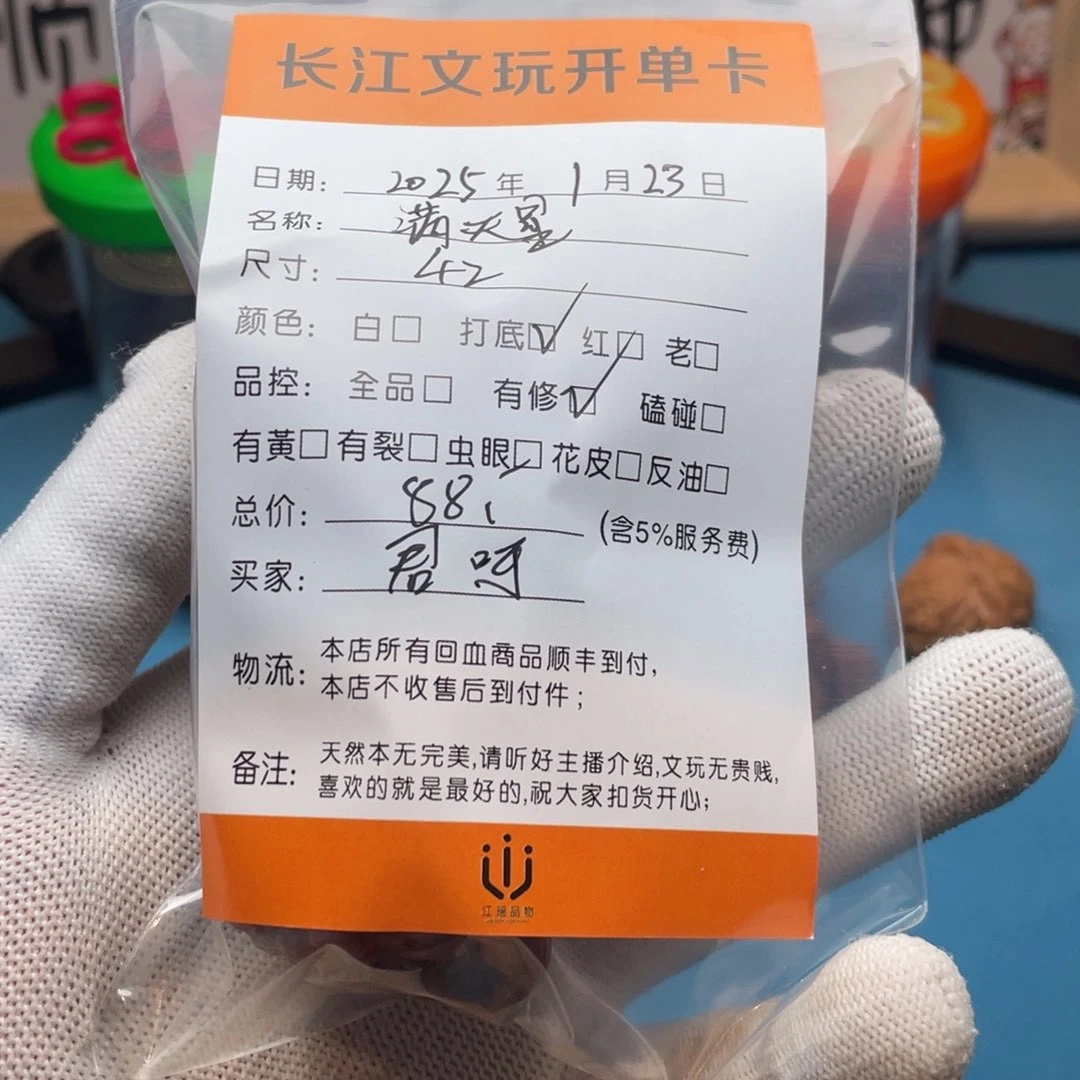 长江文玩开单卡
日期: 2025年 1月23日
名称: 满天星
尺寸: 42
颜色: 白□ 打底☑ 红□ 老□
品控: 全品□ 有修☑ 磕碰□
有黄□有裂□虫眼□花皮□反油□
总价: 88 (含5%服务费)
买家: 君呵
物流: 本店所有回血商品顺丰到付,
本店不收售后到付件;
备注: 天然本无完美,请听好主播介绍,文玩无贵贱,
喜欢的就是最好的,祝大家扣货开心;
江瑶品物